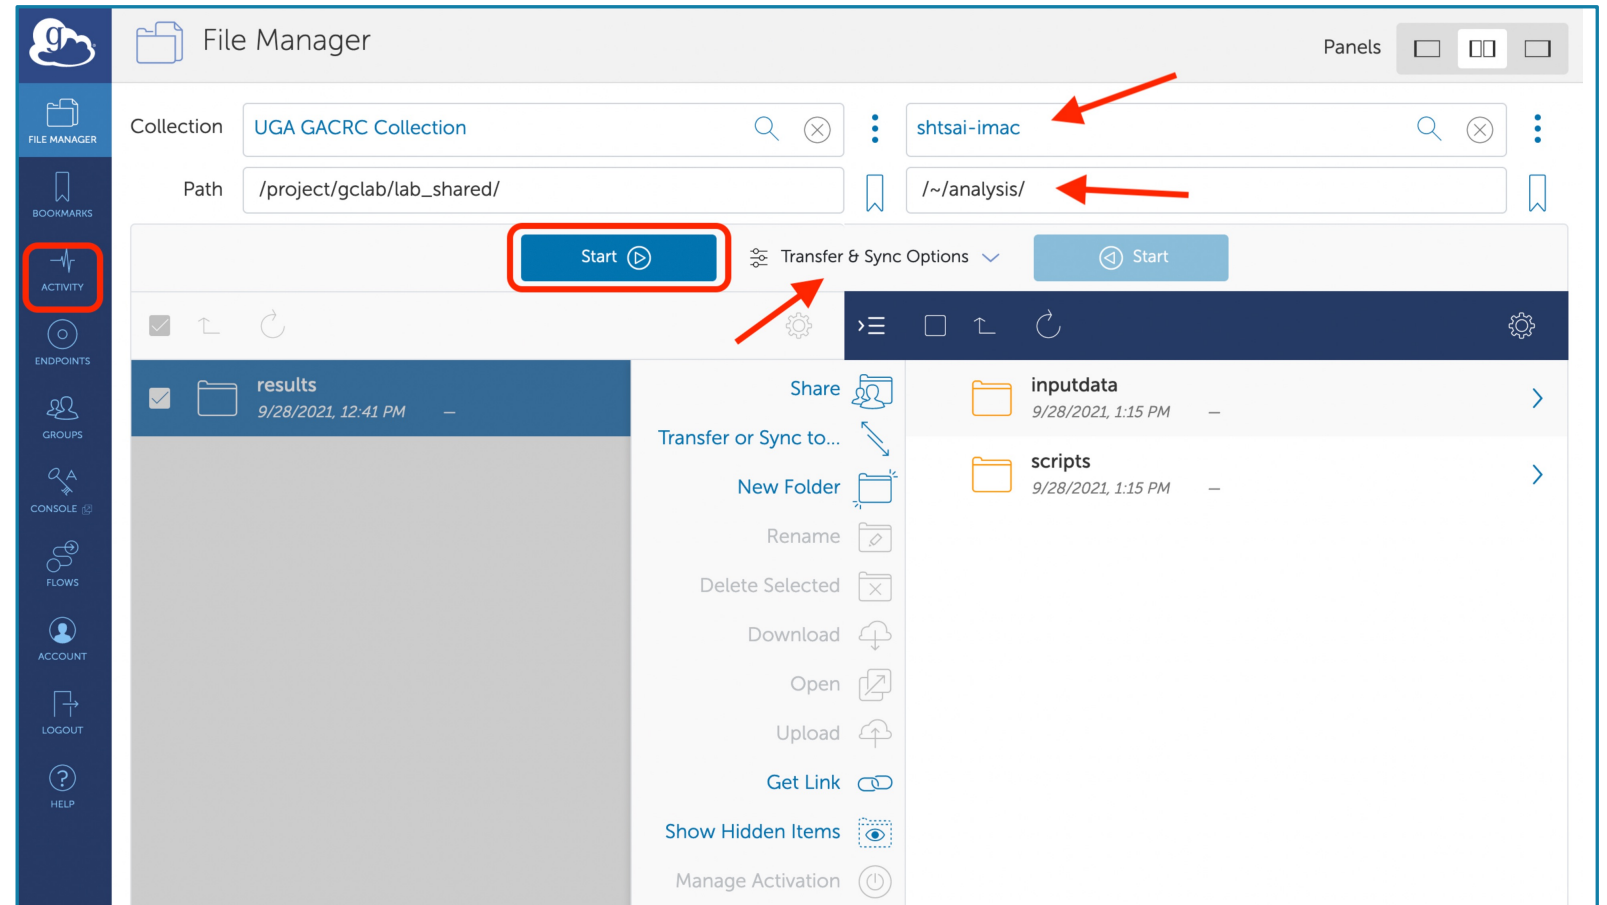 g
File Manager
Panels
FILE MANAGER
Collection
UGA GACRC Collection
shtsai-imac
Path
/project/gclab/lab_shared/
/~/analysis/
BOOKMARKS
Start
Transfer & Sync Options
Start
ACTIVITY
ENDPOINTS
results
9/28/2021, 12:41 PM –
Share
inputdata
9/28/2021, 1:15 PM –
GROUPS
Transfer or Sync to...
scripts
9/28/2021, 1:15 PM –
New Folder
CONSOLE
Rename
FLOWS
Delete Selected
Download
ACCOUNT
Open
LOGOUT
Upload
Get Link
HELP
Show Hidden Items
Manage Activation